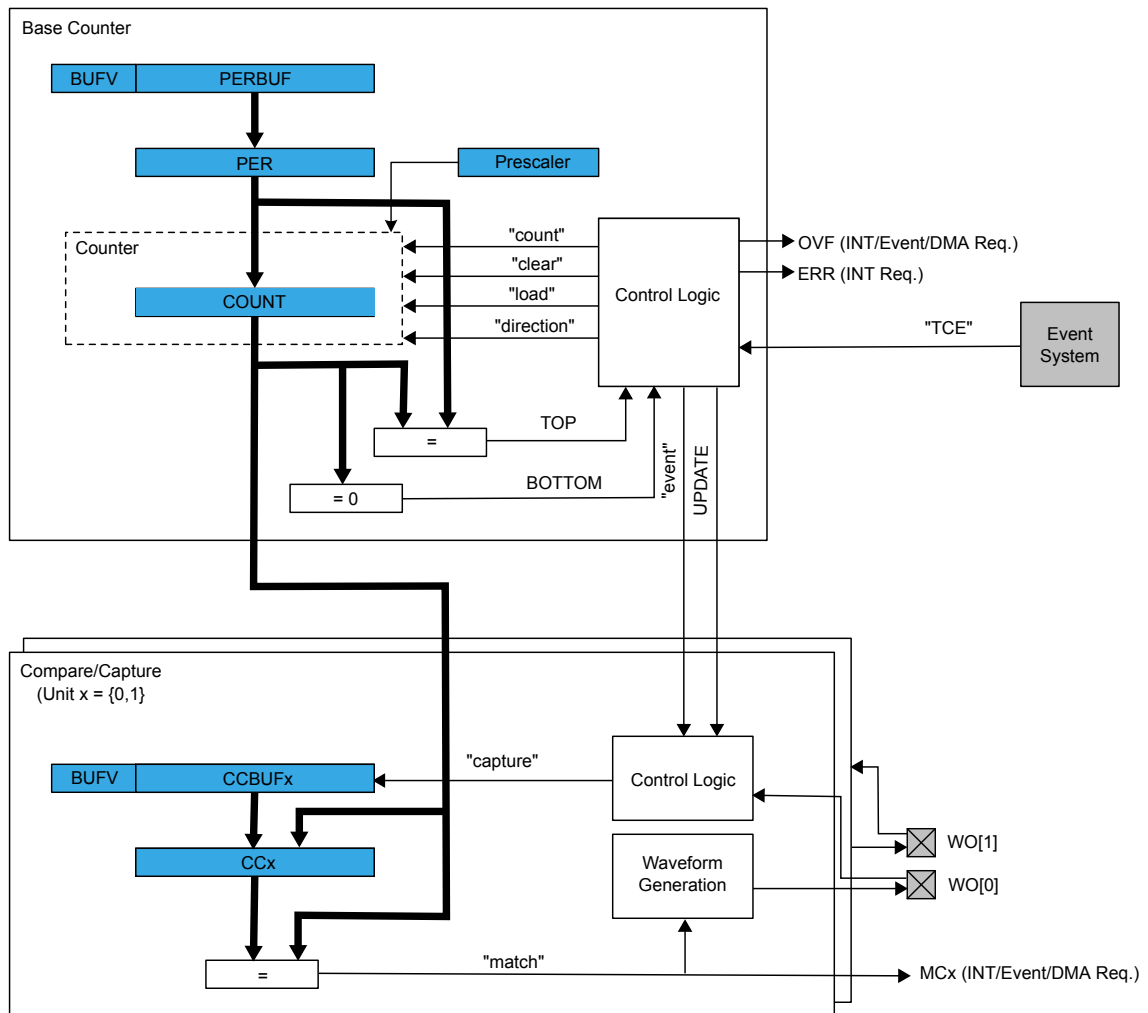 Base Counter
BUFV
PERBUF
PER
Prescaler
Counter
"count"
"clear"
COUNT
"load"
"direction"
Control Logic
OVF (INT/Event/DMA Req.)
ERR (INT Req.)
"TCE"
Event
System
=
TOP
= 0
BOTTOM
"event"
UPDATE
Compare/Capture
(Unit x = {0,1}
BUFV
CCBUFx
"capture"
Control Logic
CCx
Waveform
Generation
WO[1]
WO[0]
=
"match"
MCx (INT/Event/DMA Req.)